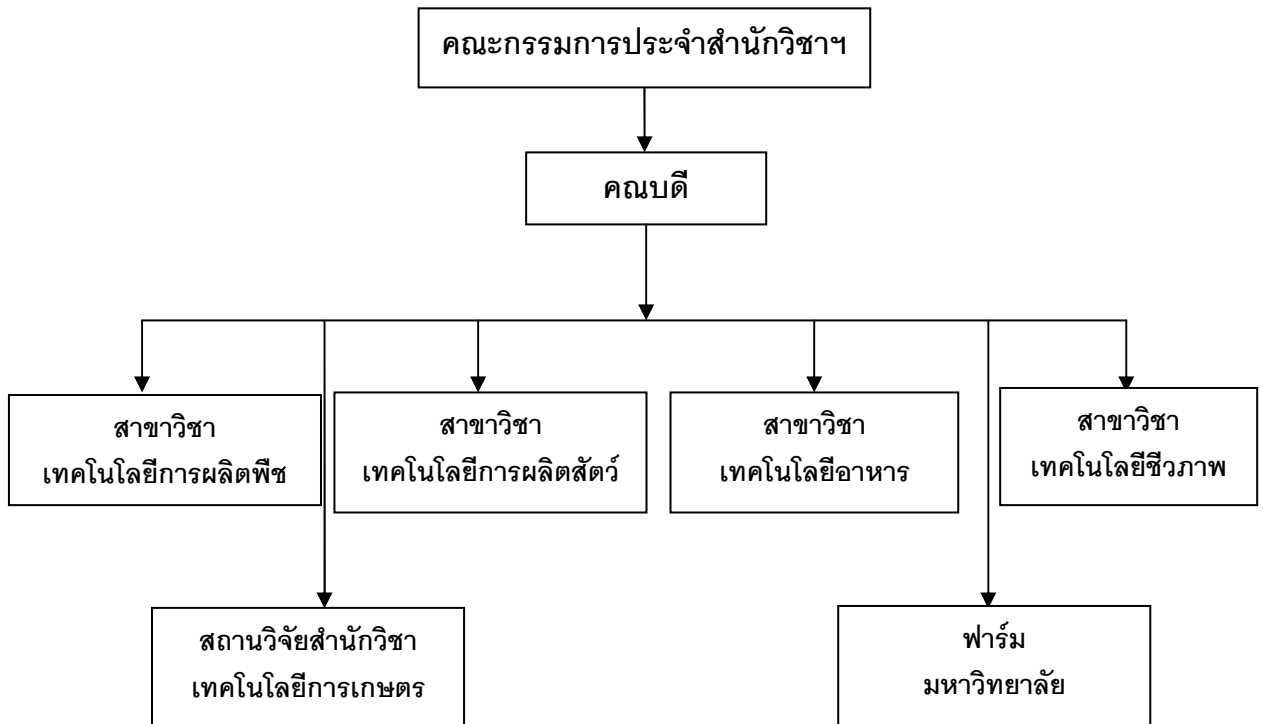 คณะกรรมการประจำสำนักวิชาฯ
คณบดี
สาขาวิชา
เทคโนโลยีการผลิตพืช
สาขาวิชา
เทคโนโลยีการผลิตสัตว์
สาขาวิชา
เทคโนโลยีอาหาร
สาขาวิชา
เทคโนโลยีชีวภาพ
สถานวิจัยสำนักวิชา
เทคโนโลยีการเกษตร
ฟาร์ม
มหาวิทยาลัย